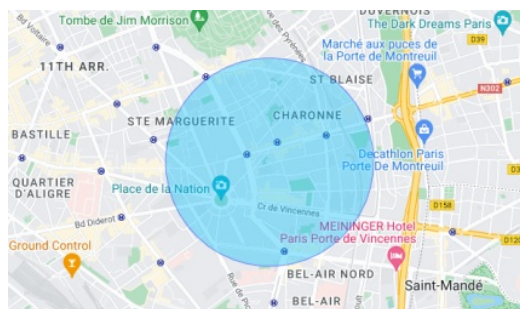 DUVERNOIS
Tombe de Jim Morrison
The Dark Dreams Paris
Bd Voltaire
D39
Marché aux puces de
la Porte de Montreuil
11TH ARR.
ST BLAISE
N302
STE MARGUERITE
CHARONNE
BASTILLE
Decathlon Paris
Porte De Montreuil
QUARTIER
D'ALIGRE
Place de la Nation
D158
Cr de Vincennes
Bd Diderot
MEININGER Hotel
Paris Porte de Vincennes
Ground Control
BEL-AIR NORD
Saint-Mandé
BEL-AIR